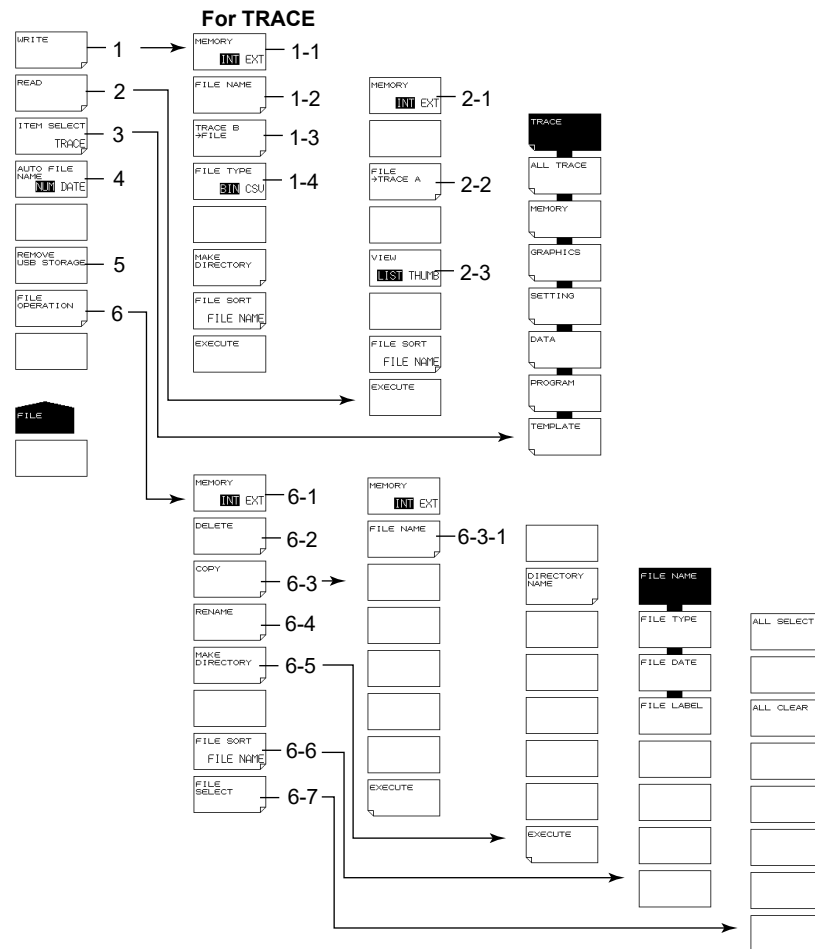 For TRACE
WRITE
1
READ
2
ITEM SELECT
TRACE
3
AUTO FILE
NAME
NUM DATE
4
REMOVE
USB STORAGE
5
FILE
OPERATION
6
FILE
MEMORY
INT EXT
1-1
FILE NAME
1-2
TRACE B
→FILE
1-3
FILE TYPE
BIN CSV
1-4
MAKE
DIRECTORY
FILE SORT
FILE NAME
EXECUTE
MEMORY
INT EXT
2-1
FILE
→TRACE A
2-2
VIEW
LIST THUMB
2-3
FILE SORT
FILE NAME
EXECUTE
TRACE
ALL TRACE
MEMORY
GRAPHICS
SETTING
DATA
PROGRAM
TEMPLATE
MEMORY
INT EXT
6-1
DELETE
6-2
COPY
6-3
RENAME
6-4
MAKE
DIRECTORY
6-5
FILE SORT
FILE NAME
6-6
FILE
SELECT
6-7
MEMORY
INT EXT
FILE NAME
6-3-1
EXECUTE
DIRECTORY
NAME
EXECUTE
FILE NAME
FILE TYPE
FILE DATE
FILE LABEL
ALL SELECT
ALL CLEAR